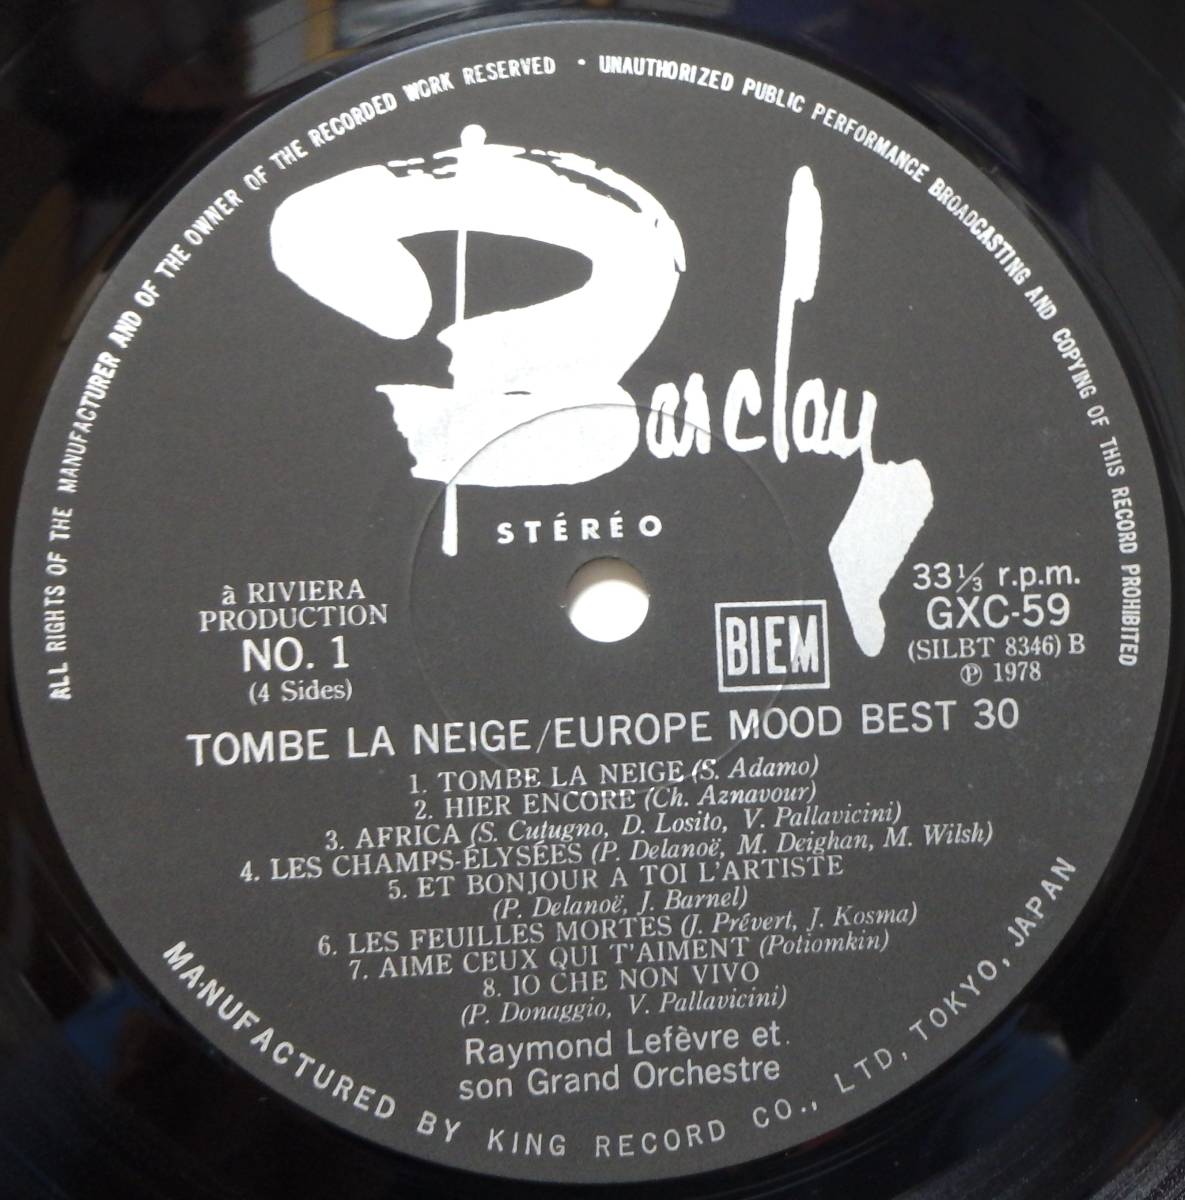 ALL RIGHTS OF THE MANUFACTURER AND OF THE OWNER OF THE RECORDED WORK RESERVED • UNAUTHORIZED PUBLIC PERFORMANCE BROADCASTING AND COPYING OF THIS RECORD PROHIBITED
Barclay
STÉRÉO
à RIVIERA
PRODUCTION
NO. 1
(4 Sides)
BIEM
33⅓ r.p.m.
GXC-59
(SILBT 8346) B
℗ 1978
TOMBE LA NEIGE/EUROPE MOOD BEST 30
1. TOMBE LA NEIGE (S. Adamo)
2. HIER ENCORE (Ch. Aznavour)
3. AFRICA (S. Cutugno, D. Losito, V. Pallavicini)
4. LES CHAMPS-ÉLYSÉES (P. Delanoë, M. Deighan, M. Wilsh)
5. ET BONJOUR A TOI L'ARTISTE
(P. Delanoë, J. Barnel)
6. LES FEUILLES MORTES (J. Prévert, J. Kosma)
7. AIME CEUX QUI T'AIMENT (Potiomkin)
8. IO CHE NON VIVO
(P. Donaggio, V. Pallavicini)
Raymond Lefèvre et
son Grand Orchestre
MANUFACTURED BY KING RECORD CO., LTD, TOKYO, JAPAN